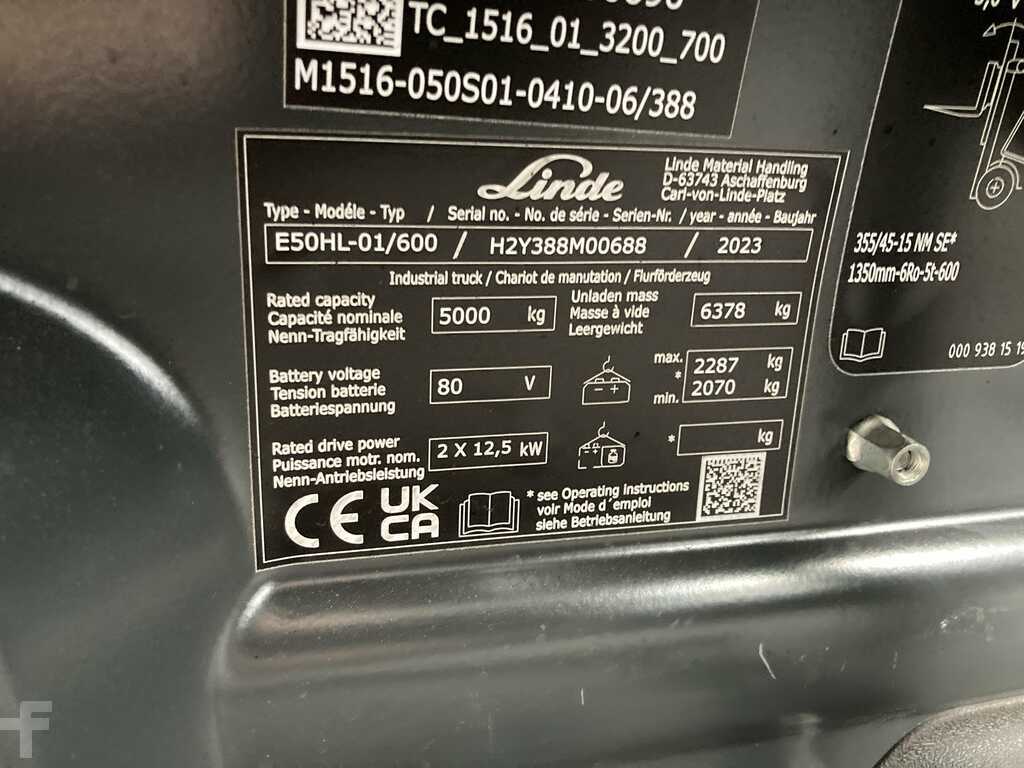 TC_1516_01_3200_700
M1516-050S01-0410-06/388
Linde
Linde Material Handling
D-63743 Aschaffenburg
Carl-von-Linde-Platz
Type - Modéle - Typ / Serial no. - No. de série - Serien-Nr. / year - année - Baujahr
E50HL-01/600 / H2Y388M00688 / 2023
Industrial truck / Chariot de manutation / Flurförderzeug
Rated capacity
Capacité nominale
Nenn-Tragfähigkeit
5000 kg
Unladen mass
Masse à vide
Leergewicht
6378 kg
Battery voltage
Tension batterie
Batteriespannung
80 V
max. 2287 kg
*
min. 2070 kg
Rated drive power
Puissance motr. nom.
Nenn-Antriebsleistung
2 X 12,5 kW
* kg
CE UK
CA
* see Operating instructions
voir Mode d´emploi
siehe Betriebsanleitung
355/45-15 NM SE*
1350mm-6Ro-5t-600
000 938 15 19
F